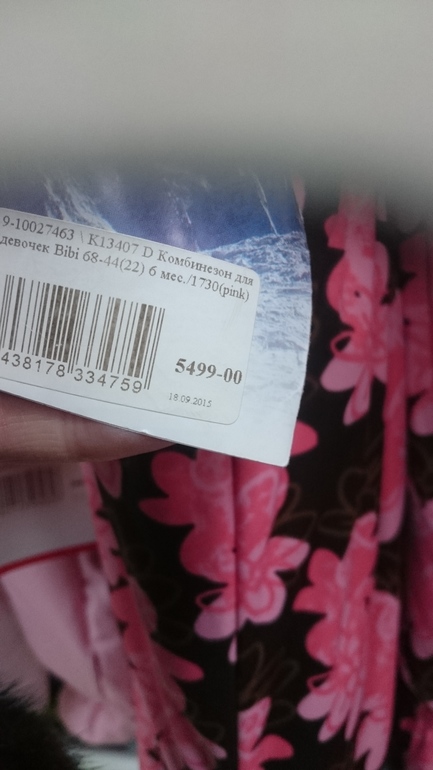 9-10027463 \ K13407 D Комбинезон для
девочек Bibi 68-44(22) 6 мес./1730(pink)
438178 334759
5499-00
18.09.2015